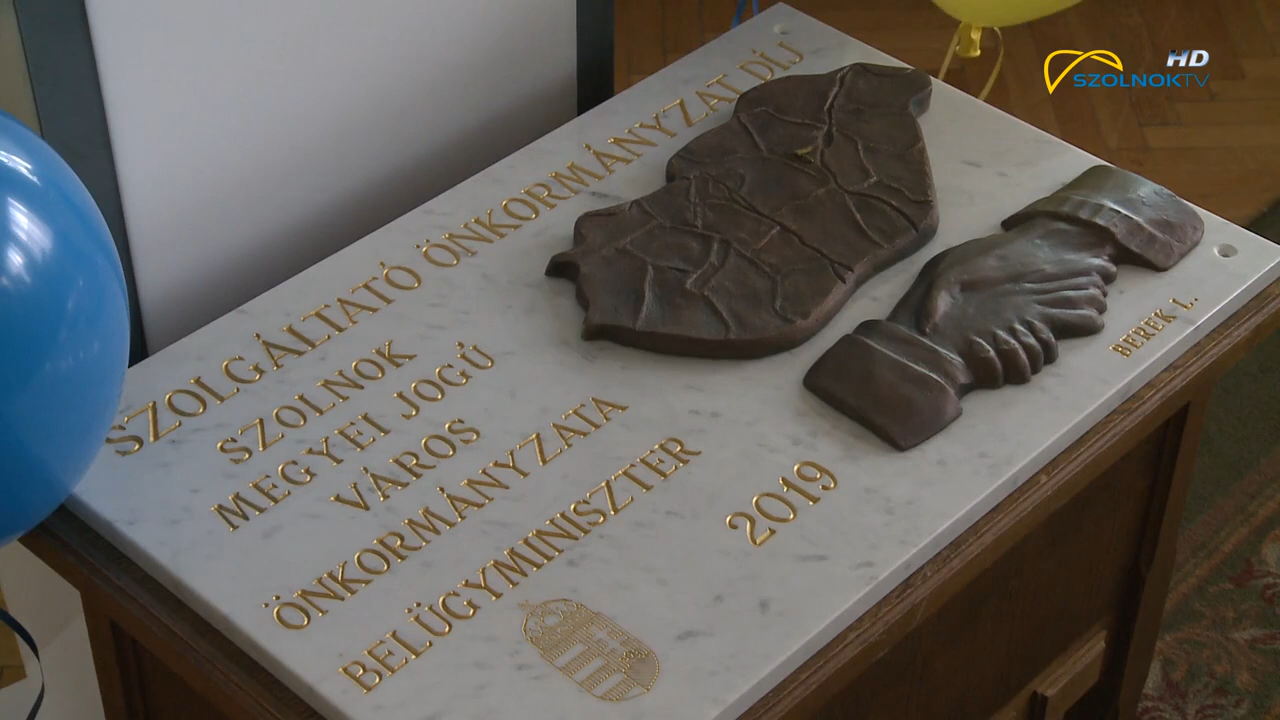 HD
SZOLNOKTV
SZOLGÁLTATÓ ÖNKORMÁNYZAT DÍJ
SZOLNOK
MEGYEI JOGÚ
VÁROS
ÖNKORMÁNYZATA
BELÜGYMINISZTER
2019
BEREK L.